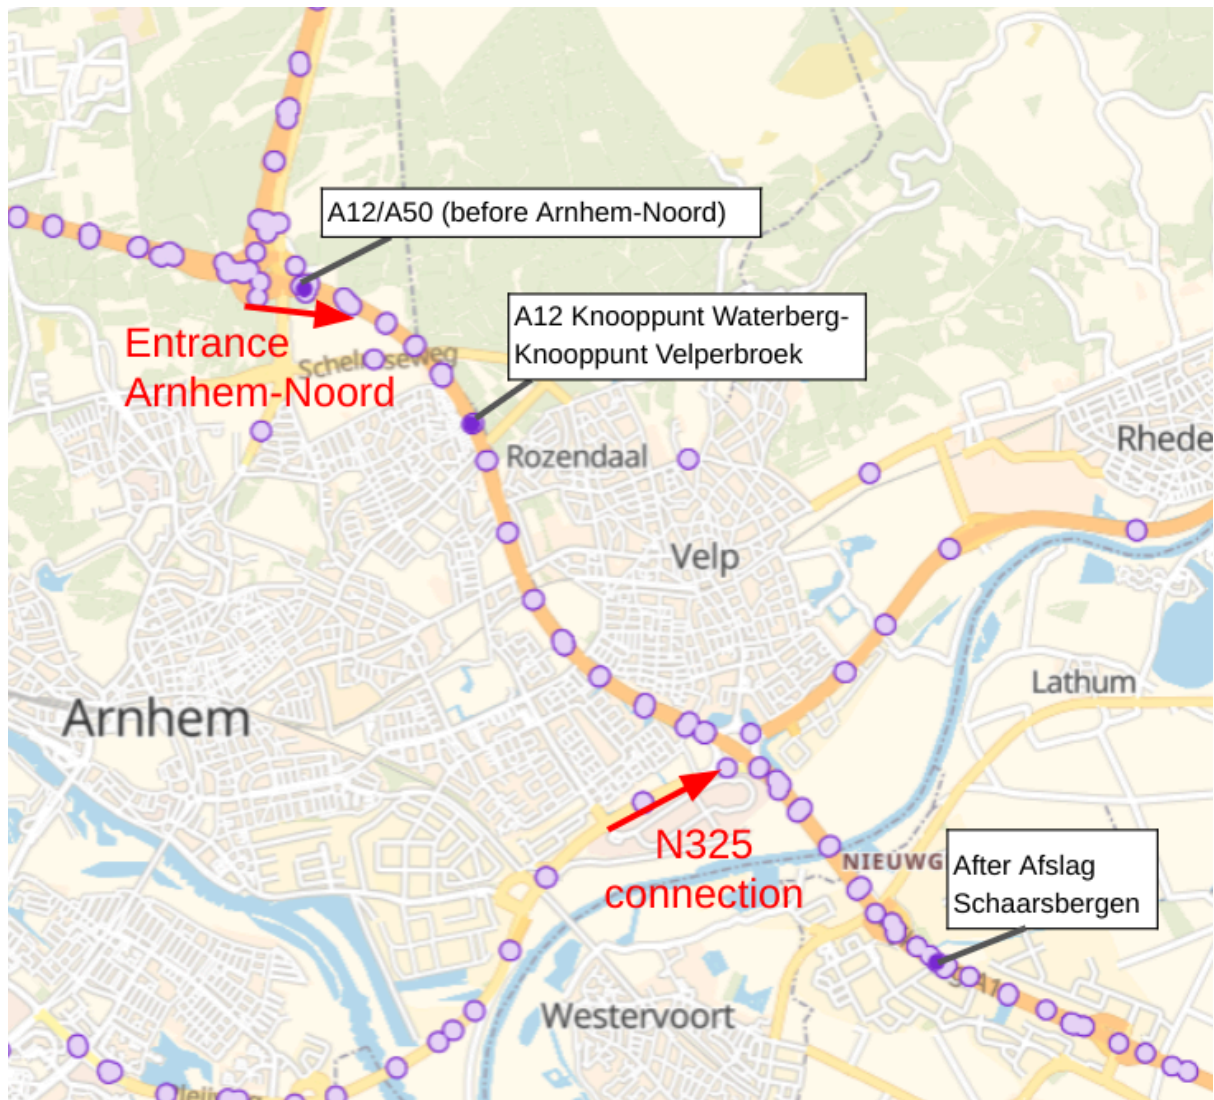 A12/A50 (before Arnhem-Noord)
A12 Knooppunt Waterberg-
Knooppunt Velperbroek
Entrance
Arnhem-Noord
Rozendaal
Rhede
Velp
Lathum
Arnhem
N325
connection
NIEUWG
After Afslag
Schaarsbergen
Westervoort